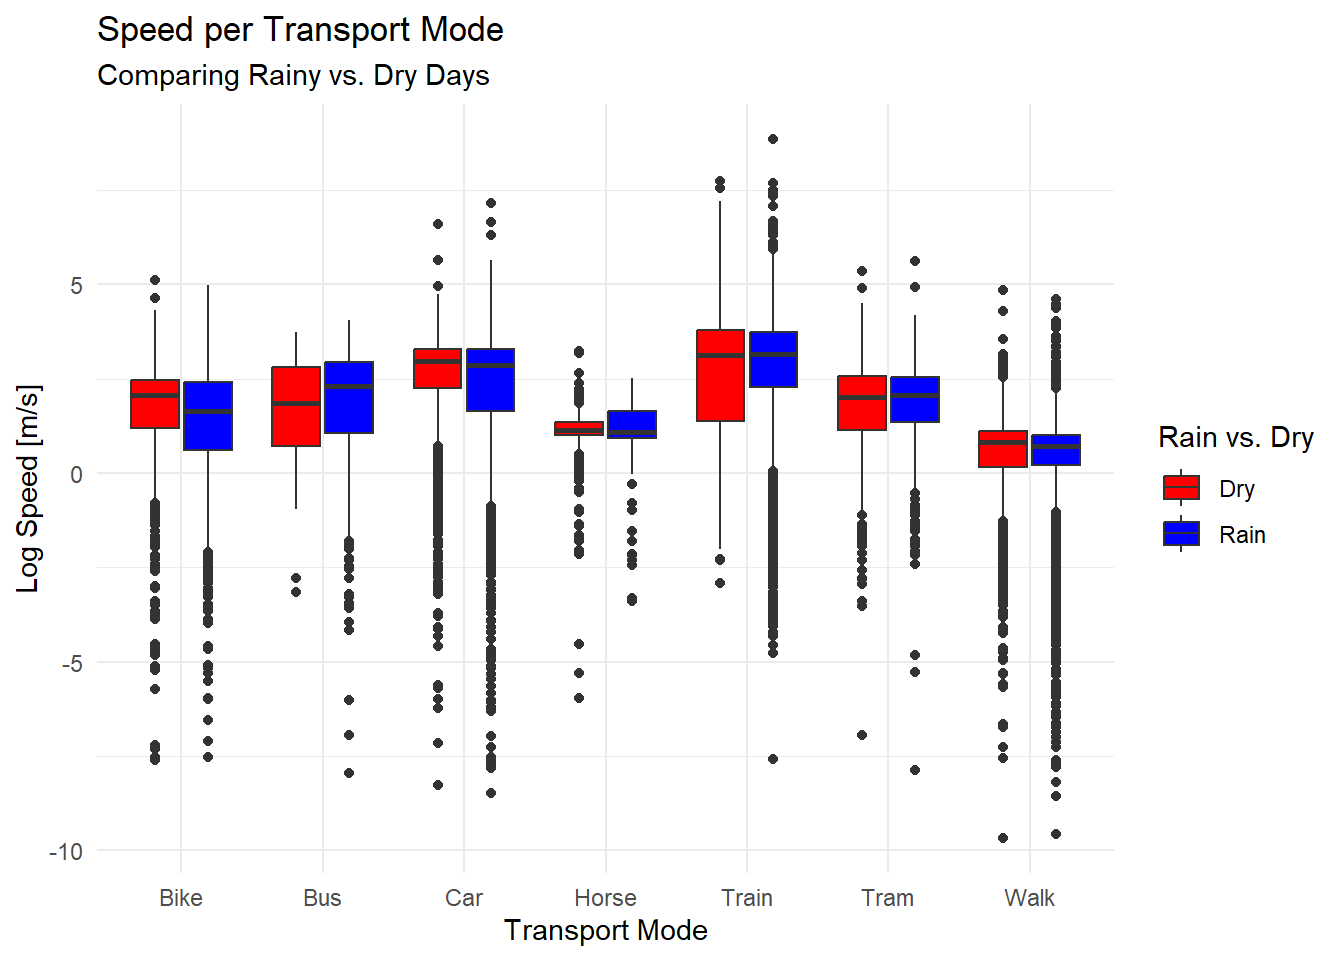 Speed per Transport Mode
Comparing Rainy vs. Dry Days
Log Speed [m/s]
5
0
-5
-10
Bike Bus Car Horse Train Tram Walk
Transport Mode
Rain vs. Dry
Dry
Rain